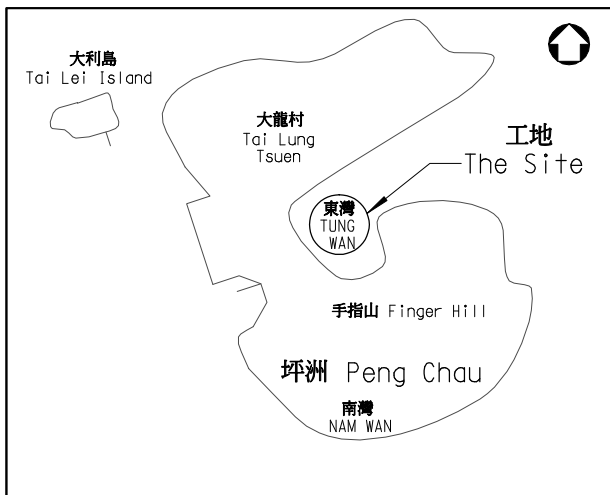 大利島
Tai Lei Island
大龍村
Tai Lung
Tsuen
工地
The Site
東灣
TUNG
WAN
手指山 Finger Hill
坪洲 Peng Chau
南灣
NAM WAN